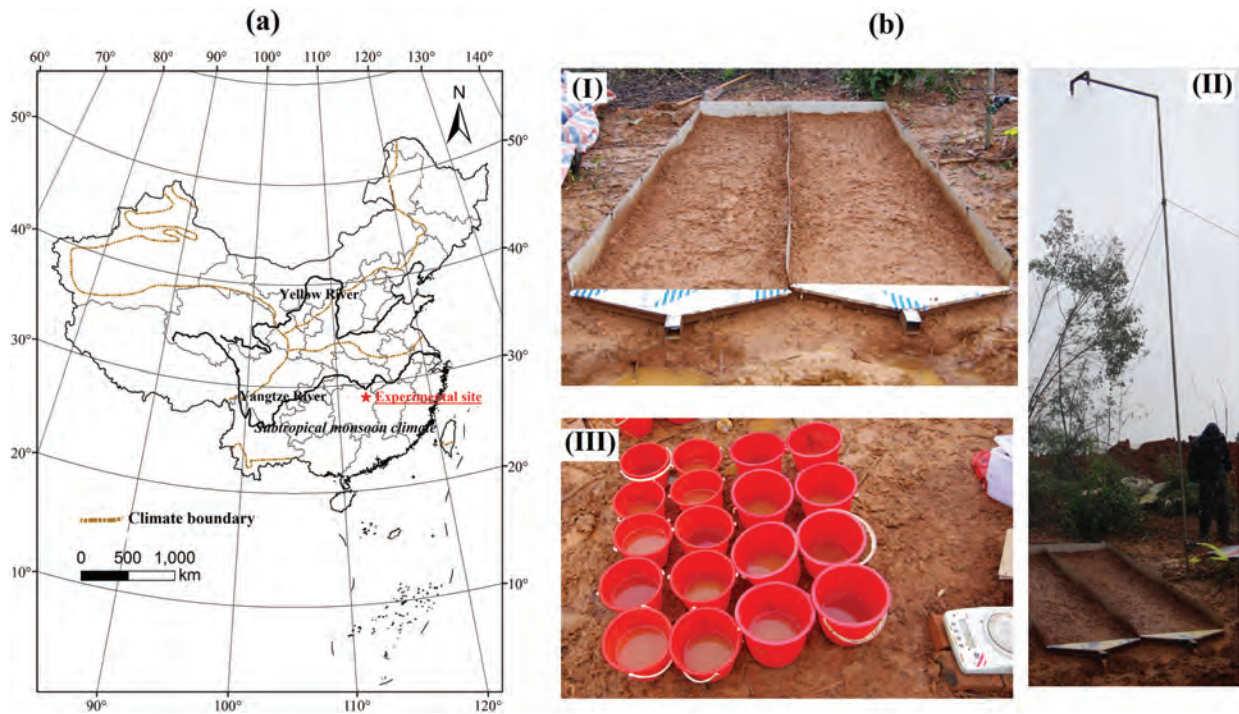 (a)
(b)
60° 70° 80° 90° 100° 110° 120° 130° 140°
N
50°
50°
40°
40°
30°
30°
20°
20°
10°
10°
Yellow River
Yangtze River
Experimental site
Subtropical monsoon climate
Climate boundary
0 500 1,000
km
90° 100° 110° 120°
(I)
(II)
(III)